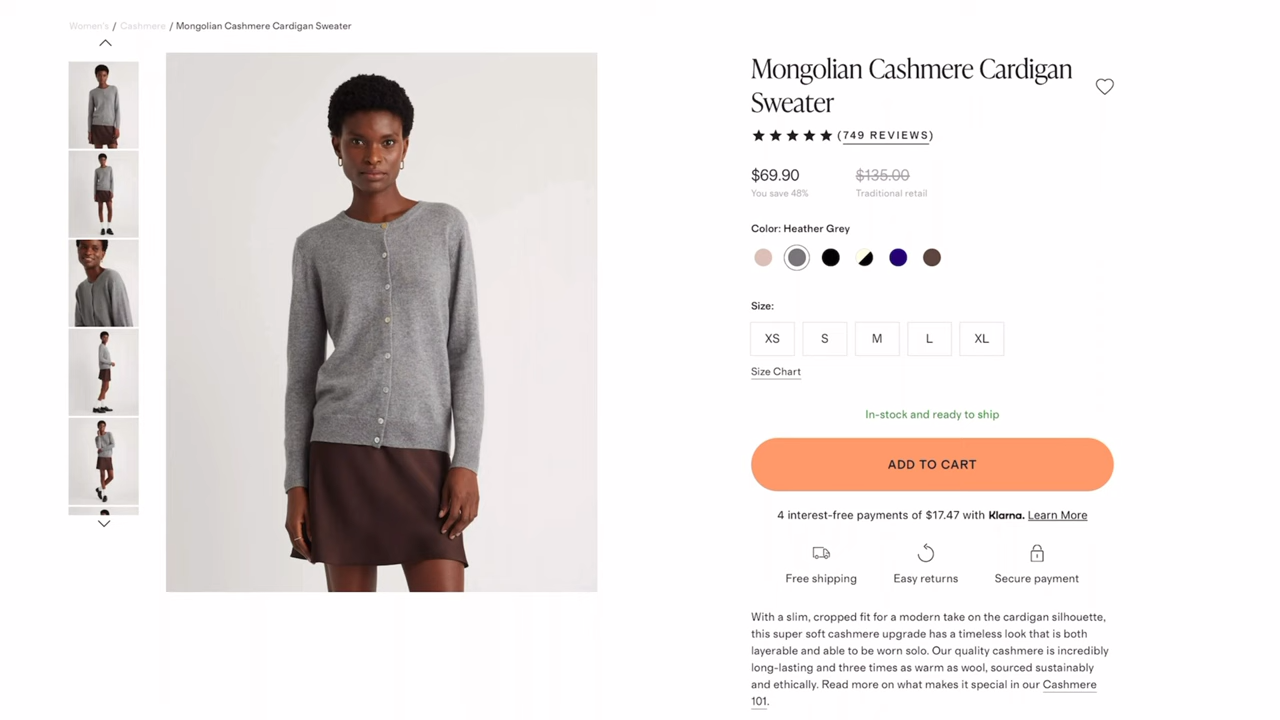 Women's / Cashmere / Mongolian Cashmere Cardigan Sweater
Mongolian Cashmere Cardigan
Sweater
(749 REVIEWS)
$69.90 $135.00
You save 48% Traditional retail
Color: Heather Grey
Size:
XS S M L XL
Size Chart
In-stock and ready to ship
ADD TO CART
4 interest-free payments of $17.47 with Klarna. Learn More
Free shipping Easy returns Secure payment
With a slim, cropped fit for a modern take on the cardigan silhouette,
this super soft cashmere upgrade has a timeless look that is both
layerable and able to be worn solo. Our quality cashmere is incredibly
long-lasting and three times as warm as wool, sourced sustainably
and ethically. Read more on what makes it special in our Cashmere
101.